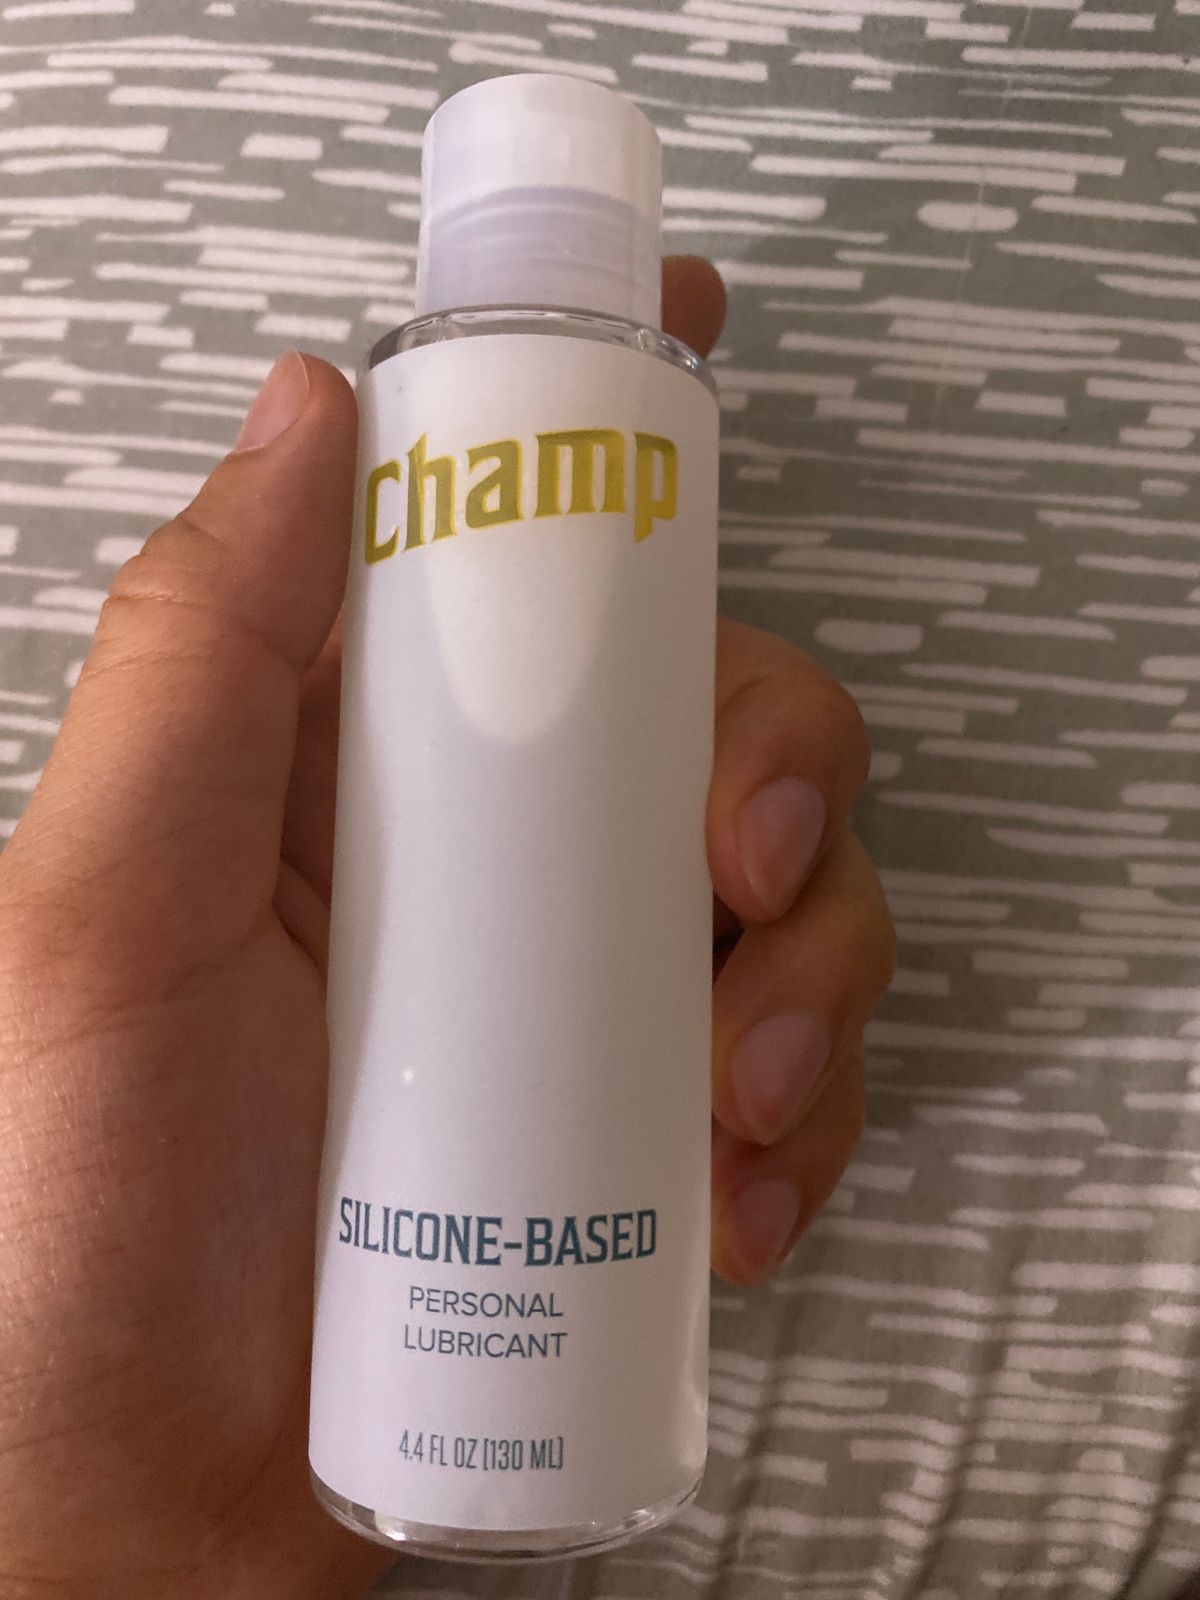 Champ
SILICONE-BASED
PERSONAL
LUBRICANT
4.4 FL OZ (130 ML)